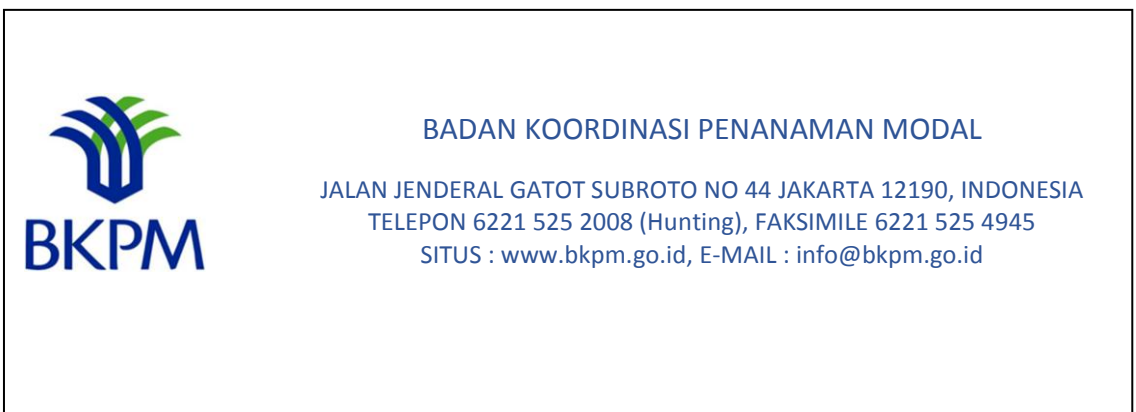 BKPM
BADAN KOORDINASI PENANAMAN MODAL
JALAN JENDERAL GATOT SUBROTO NO 44 JAKARTA 12190, INDONESIA
TELEPON 6221 525 2008 (Hunting), FAKSIMILE 6221 525 4945
SITUS : www.bkpm.go.id, E-MAIL : info@bkpm.go.id